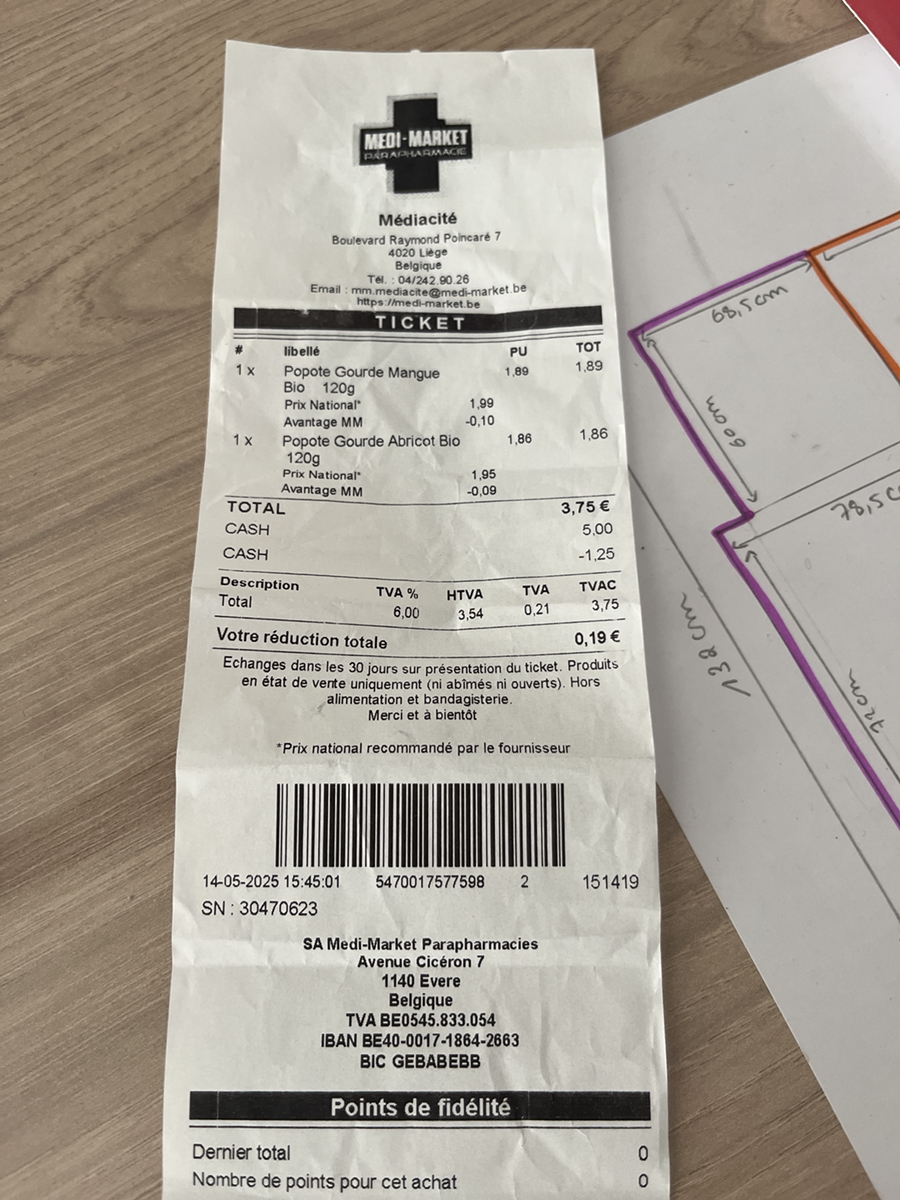 MEDI-MARKET
PARAPHARMACIE
Médiacité
Boulevard Raymond Poincaré 7
4020 Liège
Belgique
Tél. : 04/242.90.26
Email : mm.mediacite@medi-market.be
https://medi-market.be
TICKET
# libellé PU TOT
1 x Popote Gourde Mangue 1,89 1,89
Bio 120g
Prix National* 1,99
Avantage MM -0,10
1 x Popote Gourde Abricot Bio 1,86 1,86
120g
Prix National* 1,95
Avantage MM -0,09
TOTAL 3,75 €
CASH 5,00
CASH -1,25
Description TVA % HTVA TVA TVAC
Total 6,00 3,54 0,21 3,75
Votre réduction totale 0,19 €
Echanges dans les 30 jours sur présentation du ticket. Produits
en état de vente uniquement (ni abîmés ni ouverts). Hors
alimentation et bandagisterie.
Merci et à bientôt
*Prix national recommandé par le fournisseur
14-05-2025 15:45:01 5470017577598 2 151419
SN : 30470623
SA Medi-Market Parapharmacies
Avenue Cicéron 7
1140 Evere
Belgique
TVA BE0545.833.054
IBAN BE40-0017-1864-2663
BIC GEBABEBB
Points de fidélité
Dernier total 0
Nombre de points pour cet achat 0
68,5cm
60cm
132cm
72cm